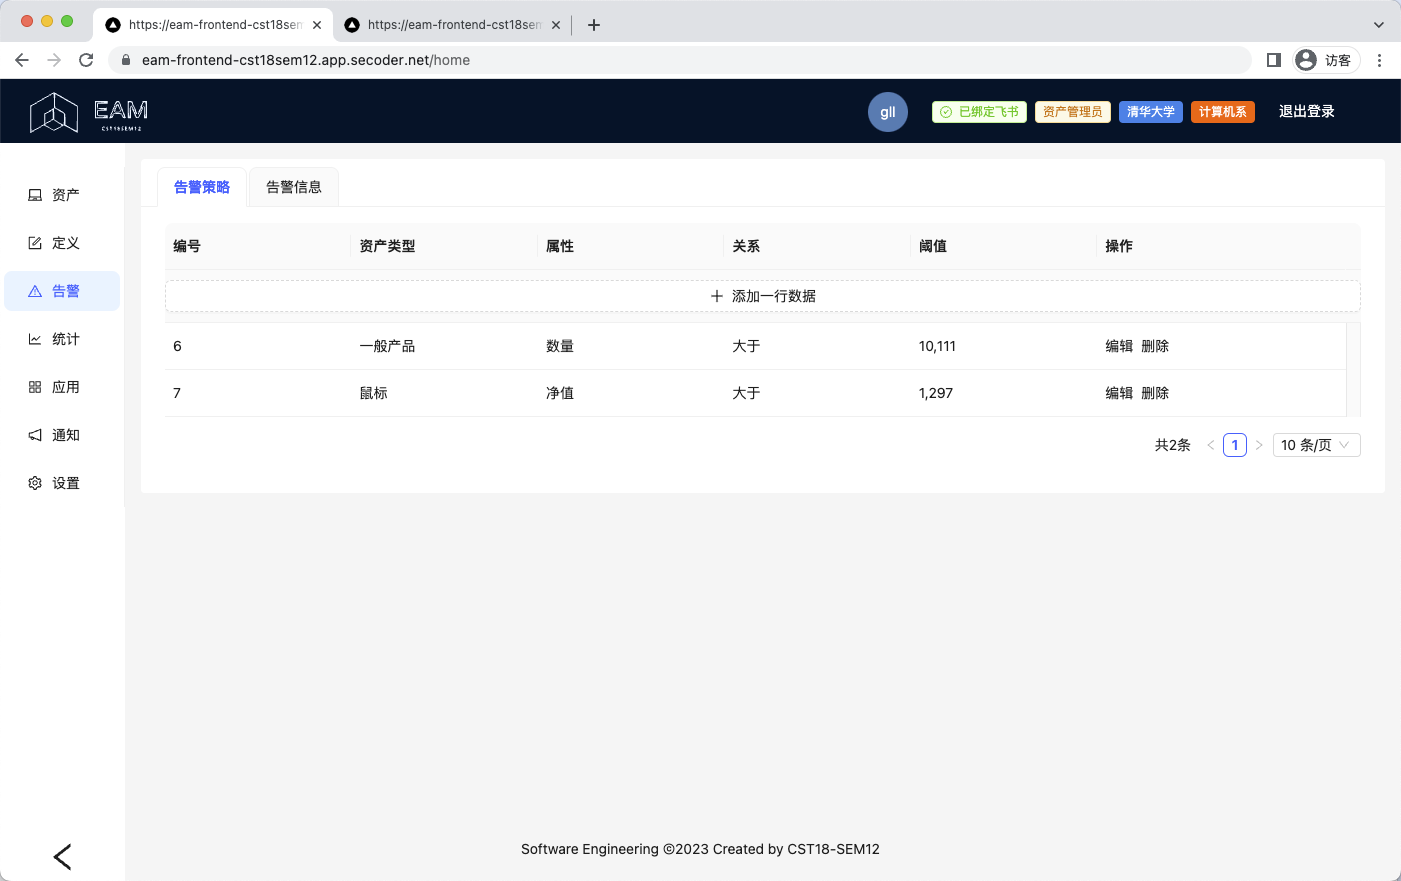 https://eam-frontend-cst18sem
https://eam-frontend-cst18sem
eam-frontend-cst18sem12.app.secoder.net/home
访客
EAM
CST18SEM12
gll
已绑定飞书
资产管理员
清华大学
计算机系
退出登录
资产
定义
告警
统计
应用
通知
设置
告警策略
告警信息
编号 资产类型 属性 关系 阈值 操作
添加一行数据
6 一般产品 数量 大于 10,111 编辑 删除
7 鼠标 净值 大于 1,297 编辑 删除
共2条 < 1 > 10 条/页
Software Engineering ©2023 Created by CST18-SEM12